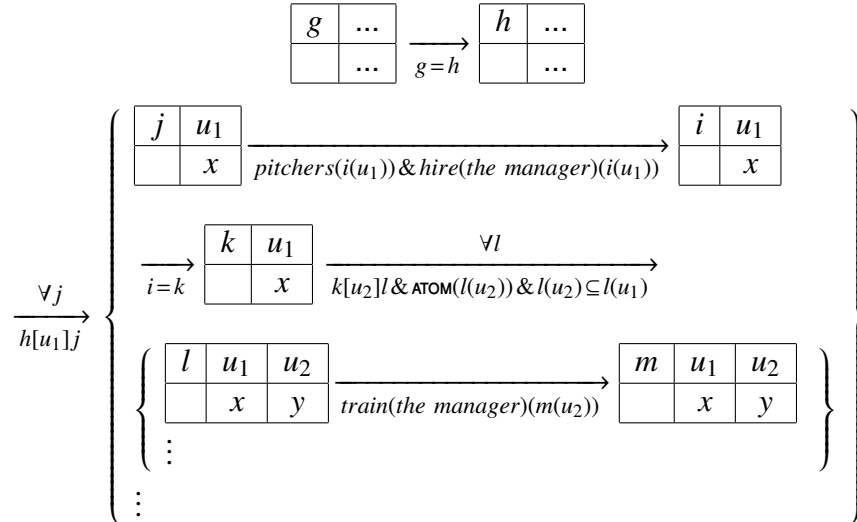 g ... h ...
... g=h ...
j u₁ i u₁
x pitchers(i(u₁)) & hire(the manager)(i(u₁)) x
i=k k u₁ ∀l
x k[u₂]l & ATOM(l(u₂)) & l(u₂)⊆l(u₁)
∀j
h[u₁]j
l u₁ u₂ m u₁ u₂
x y train(the manager)(m(u₂)) x y
⋮
⋮